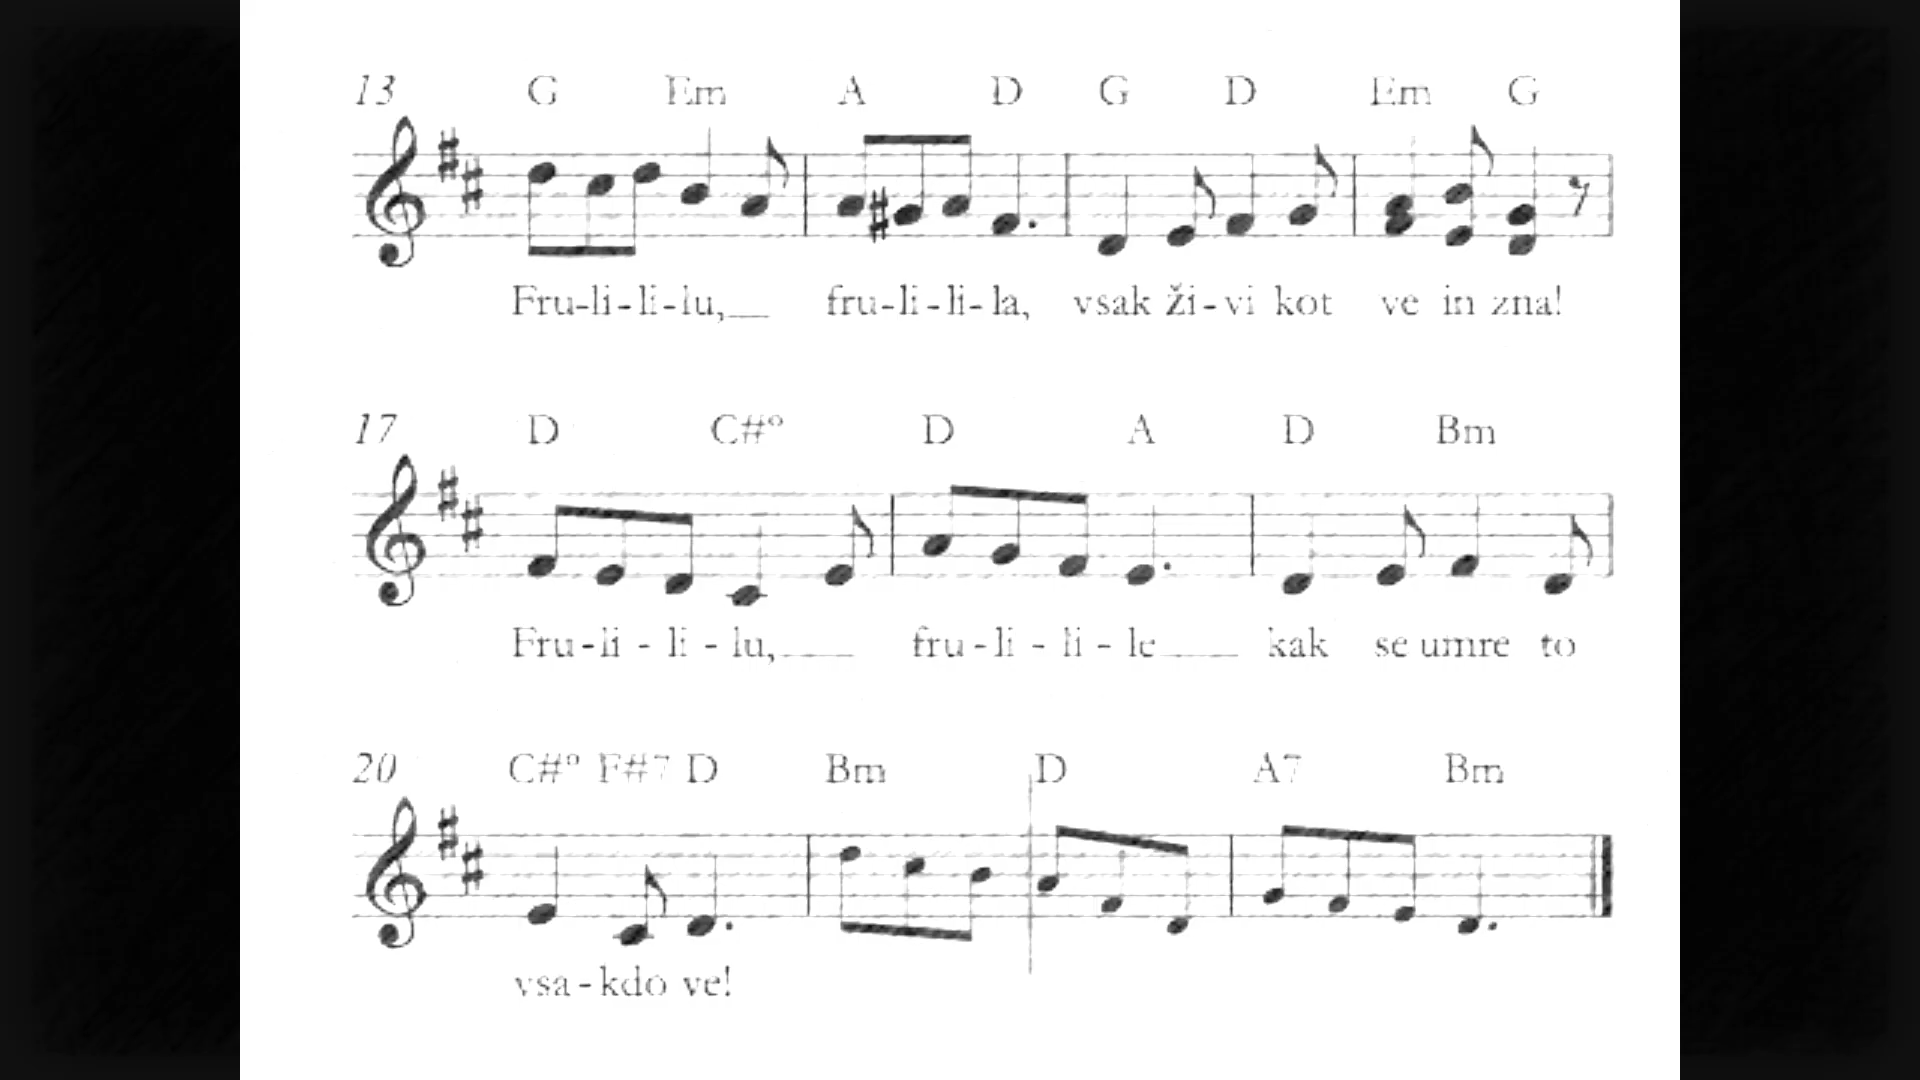 13 G Em A D G D Em G
Fru-li-li-lu,__ fru-li-li-la, vsak ži-vi kot ve in zna!
17 D C#° D A D Bm
Fru-li - li - lu,___ fru-li - li - le___ kak se umre to
20 C#° F#7 D Bm D A7 Bm
vsa-kdo ve!